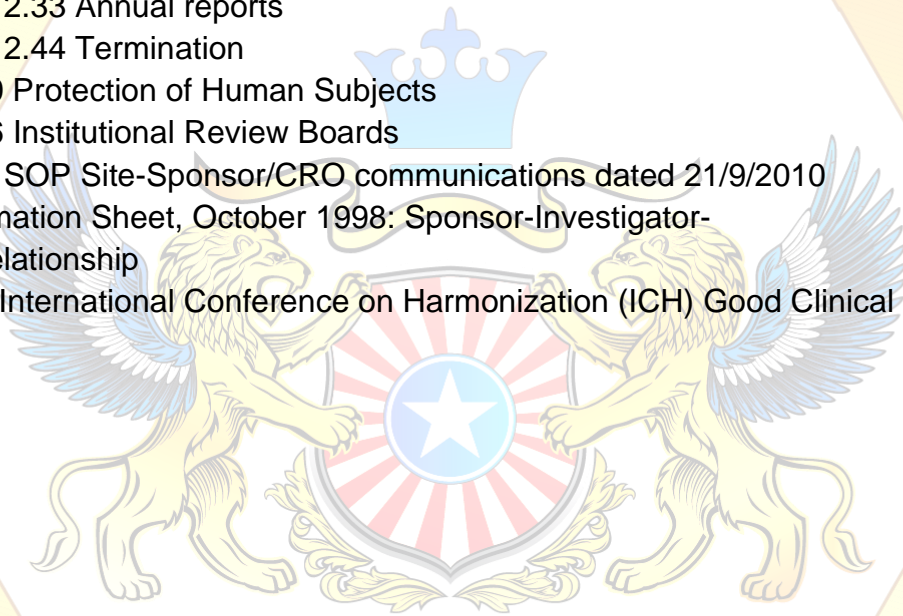 2.33 Annual reports
2.44 Termination
Protection of Human Subjects
Institutional Review Boards
SOP Site-Sponsor/CRO communications dated 21/9/2010
mation Sheet, October 1998: Sponsor-Investigator-
elationship
International Conference on Harmonization (ICH) Good Clinical